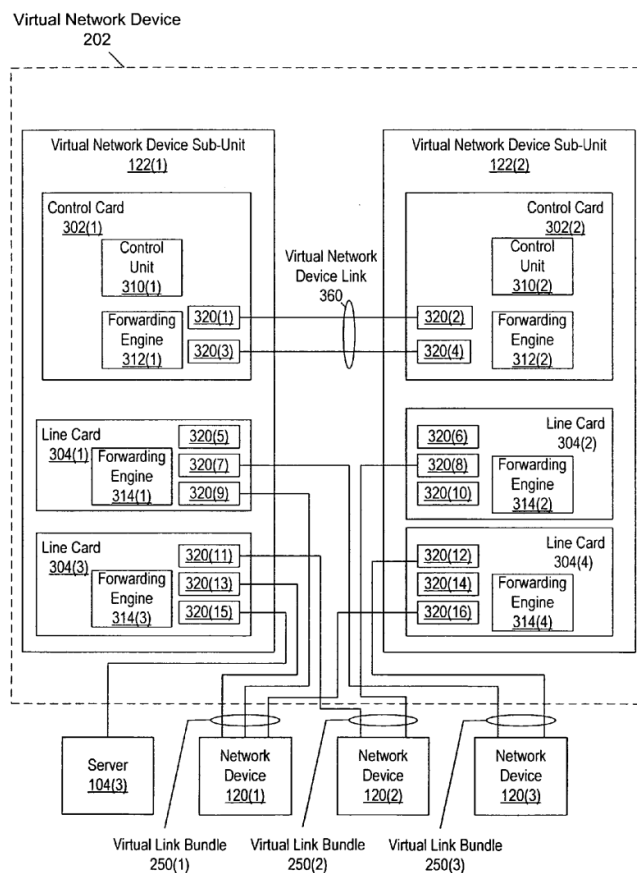 Virtual Network Device
202
Virtual Network Device Sub-Unit
122(1)
Control Card
302(1)
Control
Unit
310(1)
Forwarding
Engine
312(1)
320(1)
320(3)
Line Card
304(1)
Forwarding
Engine
314(1)
320(5)
320(7)
320(9)
Line Card
304(3)
Forwarding
Engine
314(3)
320(11)
320(13)
320(15)
Virtual Network
Device Link
360
Virtual Network Device Sub-Unit
122(2)
Control Card
302(2)
Control
Unit
310(2)
320(2)
320(4)
Forwarding
Engine
312(2)
320(6)
320(8)
320(10)
Line Card
304(2)
Forwarding
Engine
314(2)
320(12)
320(14)
320(16)
Line Card
304(4)
Forwarding
Engine
314(4)
Server
104(3)
Network
Device
120(1)
Network
Device
120(2)
Network
Device
120(3)
Virtual Link Bundle
250(1)
Virtual Link Bundle
250(2)
Virtual Link Bundle
250(3)